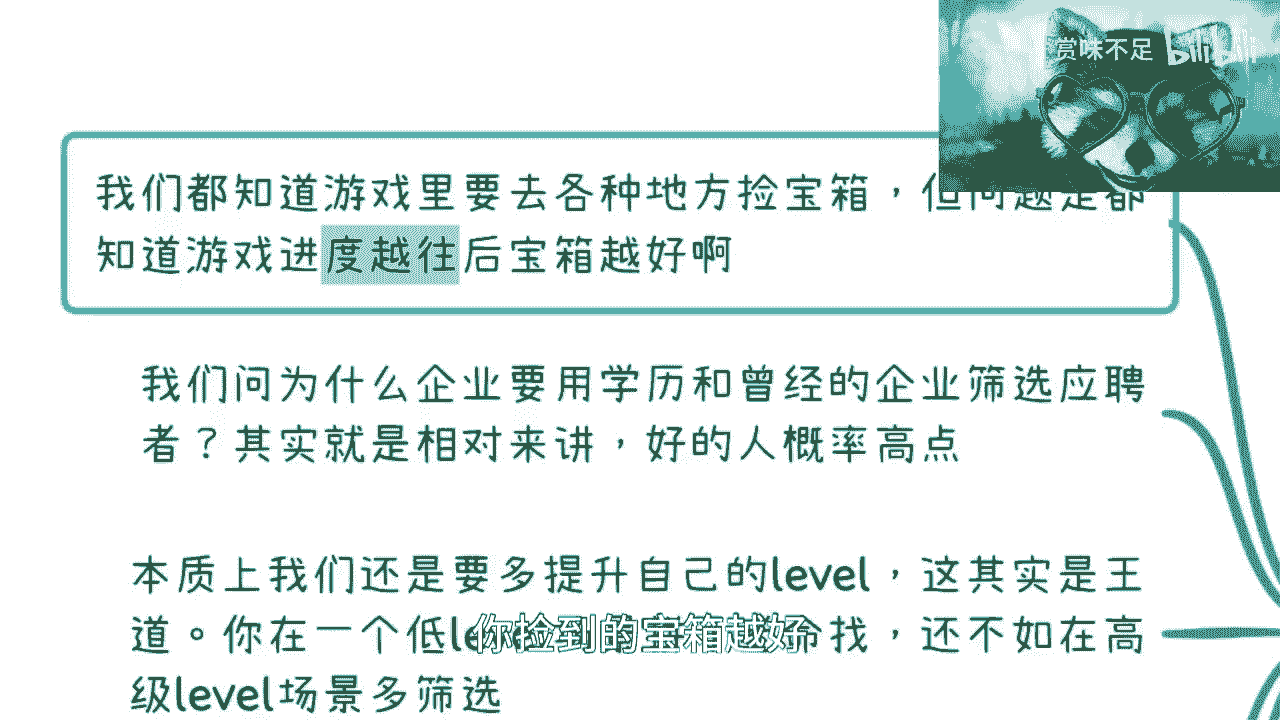 赏味不足 bilibili
我们都知道游戏里要去各种地方捡宝箱，但问题是都
知道游戏进度越往后宝箱越好啊
我们问为什么企业要用学历和曾经的企业筛选应聘
者？其实就是相对来讲，好的人概率高点
本质上我们还是要多提升自己的level，这其实是王
道。你在一个低le 找，还不如在高
级level场景多筛选
你捡到的宝箱越好